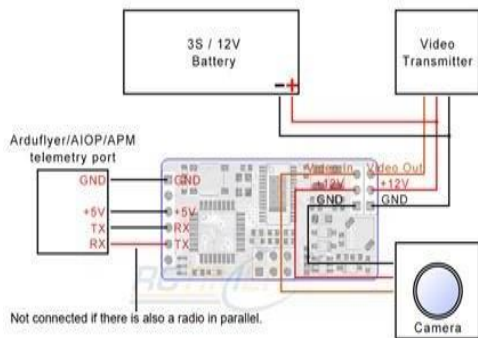 3S / 12V
Battery
- +
Video
Transmitter
Arduflyer/AIOP/APM
telemetry port
GND
+5V
TX
RX
GND
+5V
RX
TX
Video In
+12V
GND
Video Out
+12V
GND
Not connected if there is also a radio in parallel.
Camera